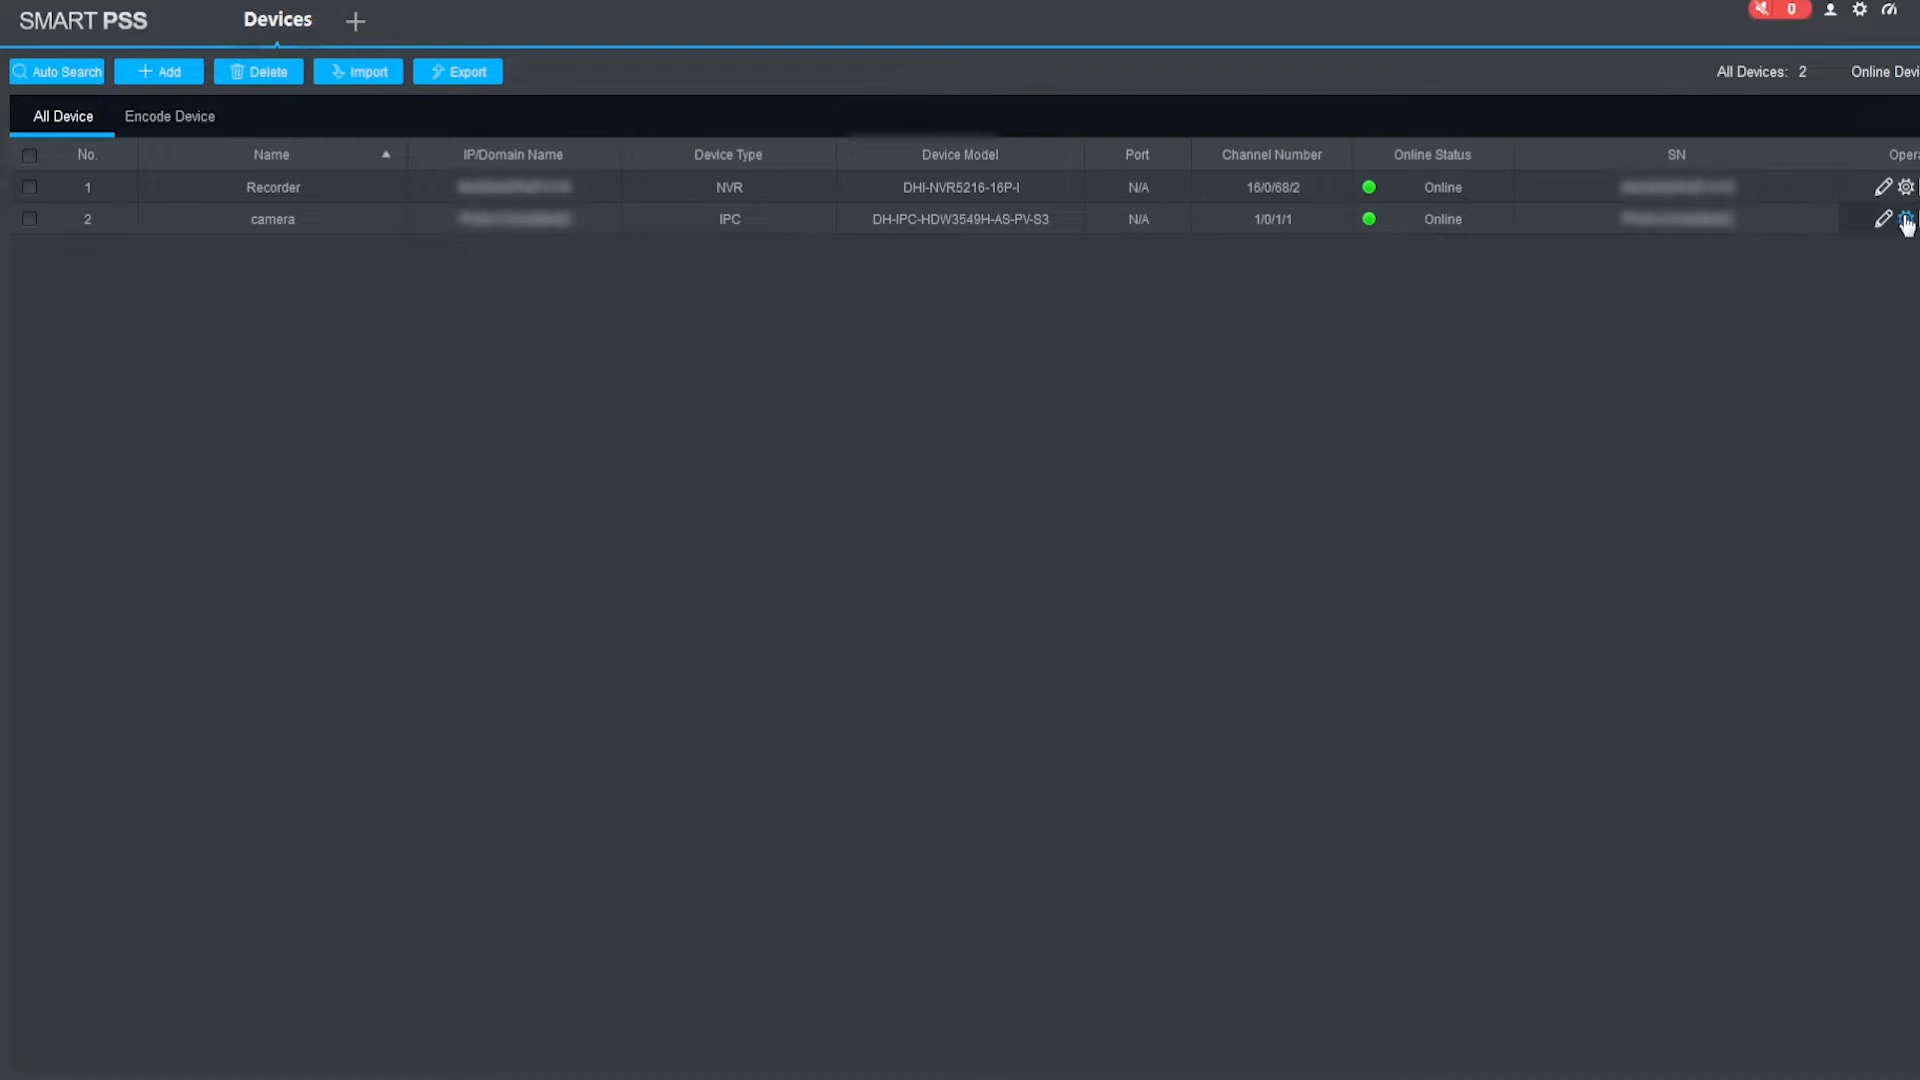 SMART PSS Devices 0
Auto Search Add Delete Import Export All Devices: 2 Online Devi
All Device Encode Device
No. Name IP/Domain Name Device Type Device Model Port Channel Number Online Status SN Opera
1 Recorder NVR DHI-NVR5216-16P-I N/A 16/0/68/2 Online
2 camera IPC DH-IPC-HDW3549H-AS-PV-S3 N/A 1/0/1/1 Online